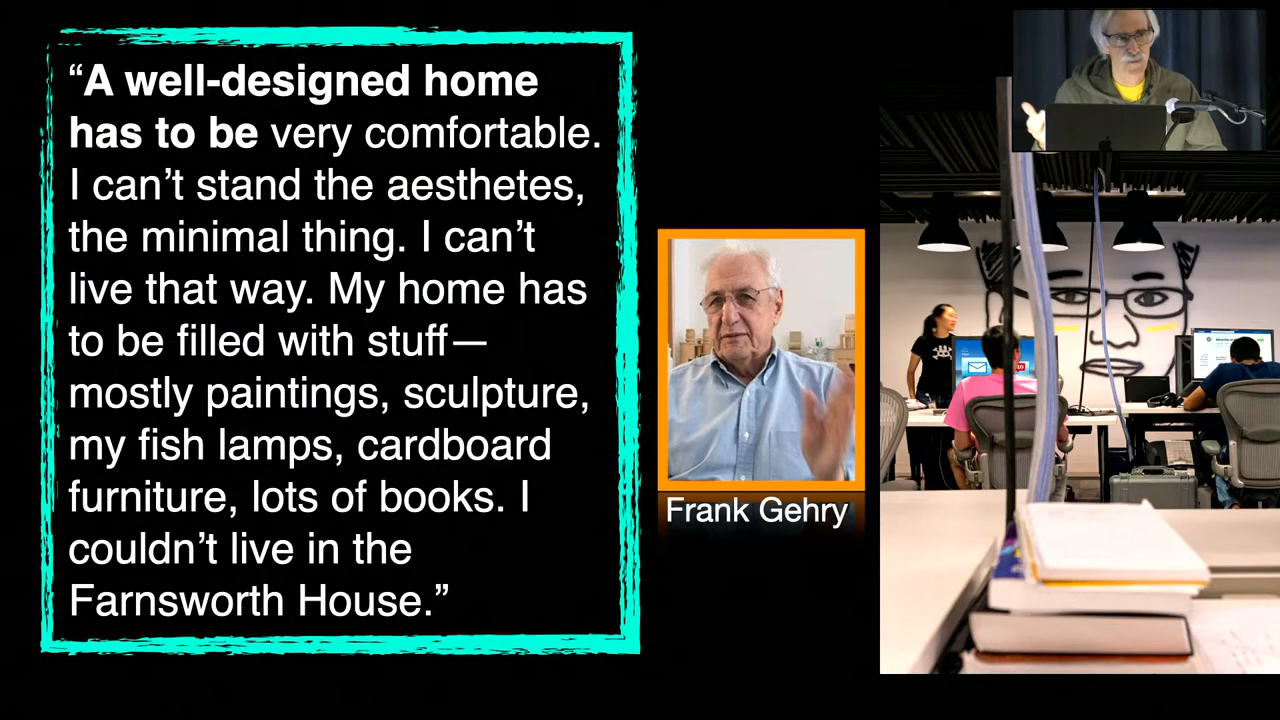 “A well-designed home
has to be very comfortable.
I can’t stand the aesthetes,
the minimal thing. I can’t
live that way. My home has
to be filled with stuff—
mostly paintings, sculpture,
my fish lamps, cardboard
furniture, lots of books. I
couldn’t live in the
Farnsworth House.”
Frank Gehry